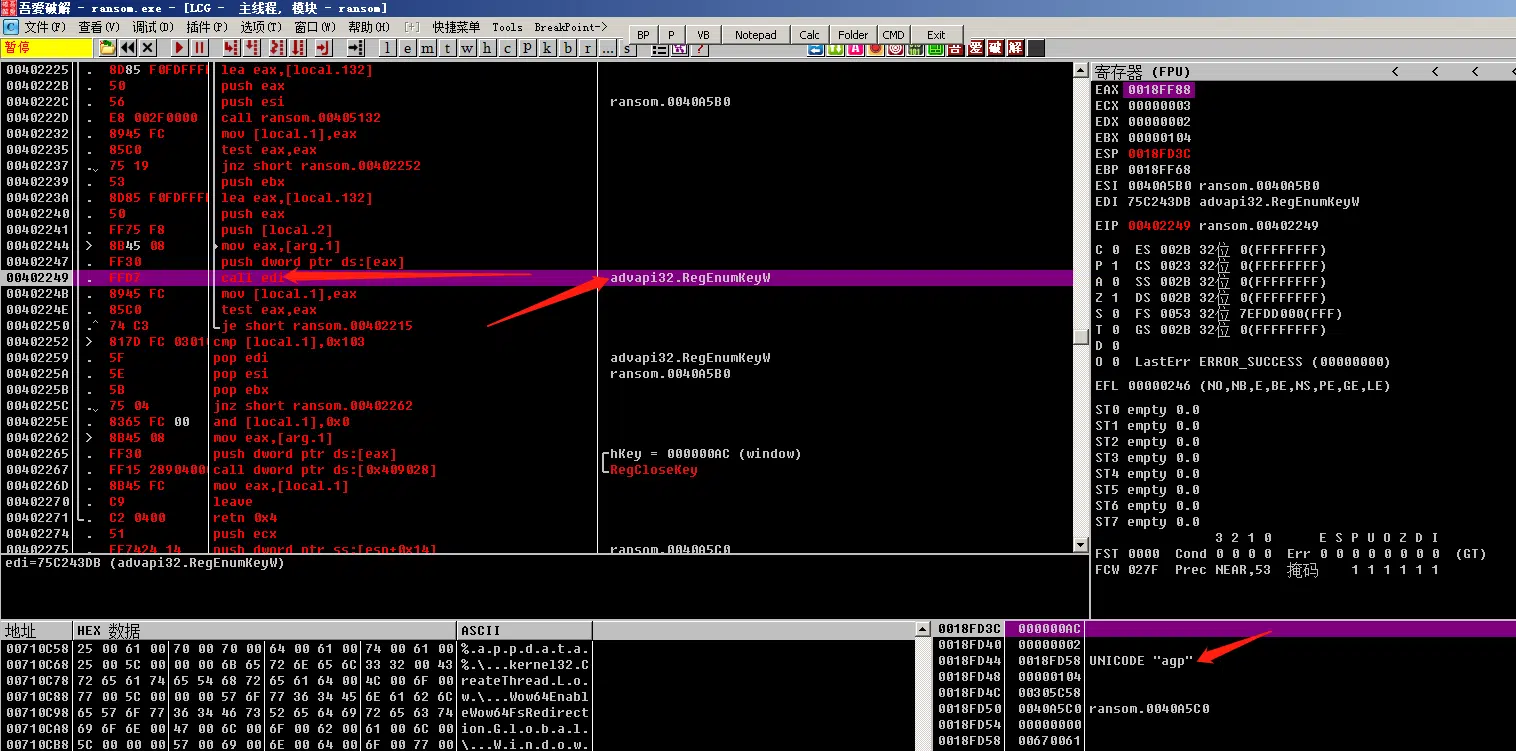 吾爱破解 - ransom.exe - [LCG - 主线程, 模块 - ransom]
文件(F) 查看(V) 调试(D) 插件(P) 选项(T) 窗口(W) 帮助(H) [+] 快捷菜单 Tools BreakPoint->
BP P VB Notepad Calc Folder CMD Exit
暂停 l e m t w h c p k b r ... s 吾 爱 破 解
00402225 . 8D85 F0FDFFFF lea eax,[local.132]
0040222B . 50 push eax
0040222C . 56 push esi ransom.0040A5B0
0040222D . E8 002F0000 call ransom.00405132
00402232 . 8945 FC mov [local.1],eax
00402235 . 85C0 test eax,eax
00402237 . 75 19 jnz short ransom.00402252
00402239 . 53 push ebx
0040223A . 8D85 F0FDFFFF lea eax,[local.132]
00402240 . 50 push eax
00402241 . FF75 F8 push [local.2]
00402244 > 8B45 08 mov eax,[arg.1]
00402247 . FF30 push dword ptr ds:[eax]
00402249 . FFD7 call edi advapi32.RegEnumKeyW
0040224B . 8945 FC mov [local.1],eax
0040224E . 85C0 test eax,eax
00402250 .^ 74 C3 je short ransom.00402215
00402252 > 817D FC 0301 cmp [local.1],0x103
00402259 . 5F pop edi advapi32.RegEnumKeyW
0040225A . 5E pop esi ransom.0040A5B0
0040225B . 5B pop ebx
0040225C . 75 04 jnz short ransom.00402262
0040225E . 8365 FC 00 and [local.1],0x0
00402262 > 8B45 08 mov eax,[arg.1]
00402265 . FF30 push dword ptr ds:[eax] hKey = 000000AC (window)
00402267 . FF15 28904000 call dword ptr ds:[0x409028] RegCloseKey
0040226D . 8B45 FC mov eax,[local.1]
00402270 . C9 leave
00402271 . C2 0400 retn 0x4
00402274 . 51 push ecx
00402275 . FF7424 14 push dword ptr ss:[esp+0x14] ransom.0040A5C0
edi=75C243DB (advapi32.RegEnumKeyW)
寄存器 (FPU) < < < <
EAX 0018FF88
ECX 00000003
EDX 00000002
EBX 00000104
ESP 0018FD3C
EBP 0018FF68
ESI 0040A5B0 ransom.0040A5B0
EDI 75C243DB advapi32.RegEnumKeyW
EIP 00402249 ransom.00402249
C 0 ES 002B 32位 0(FFFFFFFF)
P 1 CS 0023 32位 0(FFFFFFFF)
A 0 SS 002B 32位 0(FFFFFFFF)
Z 1 DS 002B 32位 0(FFFFFFFF)
S 0 FS 0053 32位 7EFDD000(FFF)
T 0 GS 002B 32位 0(FFFFFFFF)
D 0
O 0 LastErr ERROR_SUCCESS (00000000)
EFL 00000246 (NO,NB,E,BE,NS,PE,GE,LE)
ST0 empty 0.0
ST1 empty 0.0
ST2 empty 0.0
ST3 empty 0.0
ST4 empty 0.0
ST5 empty 0.0
ST6 empty 0.0
ST7 empty 0.0
3 2 1 0 E S P U O Z D I
FST 0000 Cond 0 0 0 0 Err 0 0 0 0 0 0 0 0 (GT)
FCW 027F Prec NEAR,53 掩码 1 1 1 1 1 1
地址 HEX 数据 ASCII
00710C58 25 00 61 00 70 00 70 00 64 00 61 00 74 00 61 00 %.a.p.p.d.a.t.a.
00710C68 25 00 5C 00 00 00 6B 65 72 6E 65 6C 33 32 00 43 %.\...kernel32.C
00710C78 72 65 61 74 65 54 68 72 65 61 64 00 4C 00 6F 00 reateThread.L.o.
00710C88 77 00 5C 00 00 00 57 6F 77 36 34 45 6E 61 62 6C w.\...Wow64Enabl
00710C98 65 57 6F 77 36 34 46 73 52 65 64 69 72 65 63 74 eWow64FsRedirect
00710CA8 69 6F 6E 00 47 00 6C 00 6F 00 62 00 61 00 6C 00 ion.G.l.o.b.a.l.
00710CB8 5C 00 00 00 57 00 69 00 6E 00 64 00 6F 00 77 00 \...W.i.n.d.o.w.
0018FD3C 000000AC
0018FD40 00000002
0018FD44 0018FD58 UNICODE "agp"
0018FD48 00000104
0018FD4C 00305C58
0018FD50 0040A5C0 ransom.0040A5C0
0018FD54 00000000
0018FD58 00670061